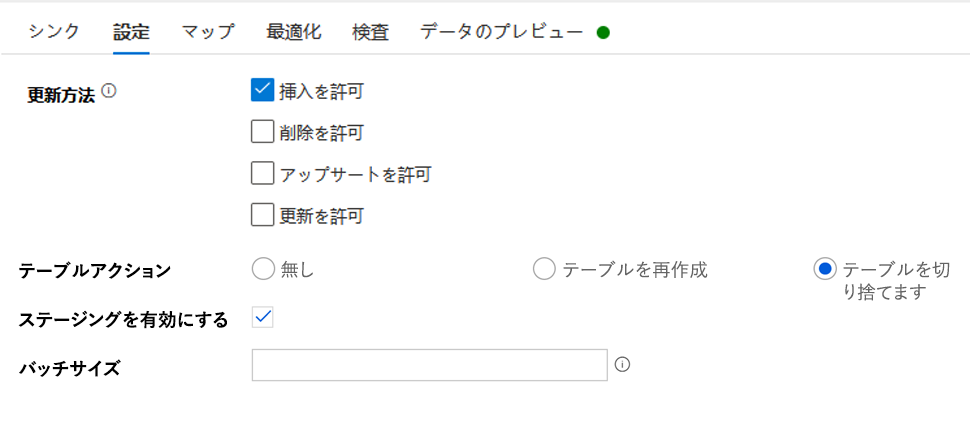 シンク 設定 マップ 最適化 検査 データのプレビュー
更新方法 挿入を許可
削除を許可
アップサートを許可
更新を許可
テーブルアクション 無し テーブルを再作成 テーブルを切
り捨てます
ステージングを有効にする
バッチサイズ